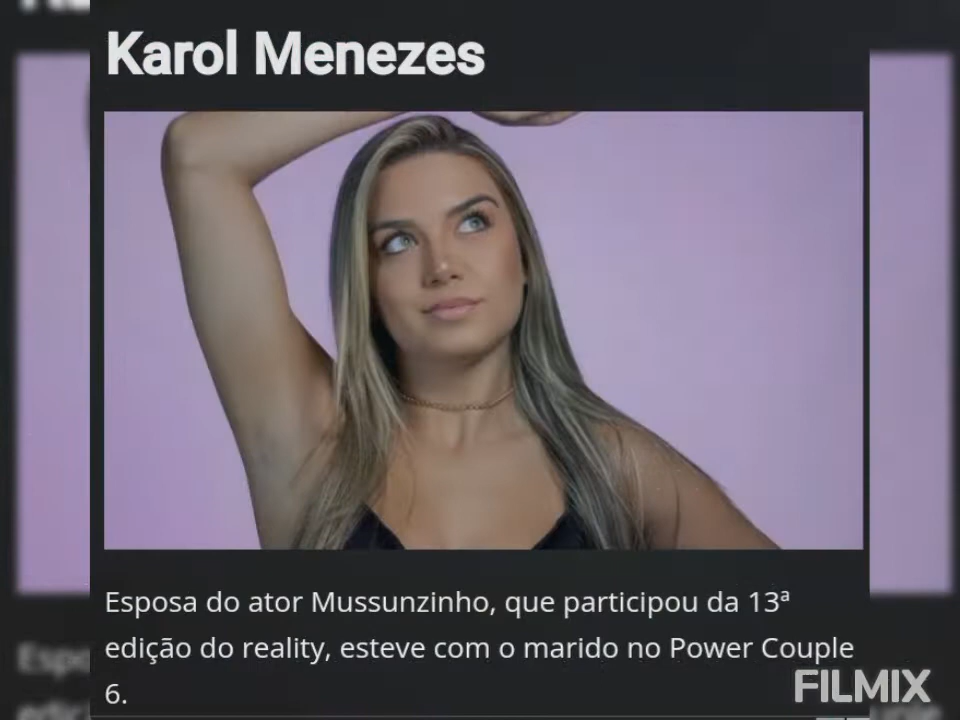 Karol Menezes
Esposa do ator Mussunzinho, que participou da 13ª
edição do reality, esteve com o marido no Power Couple
6.
FILMIX